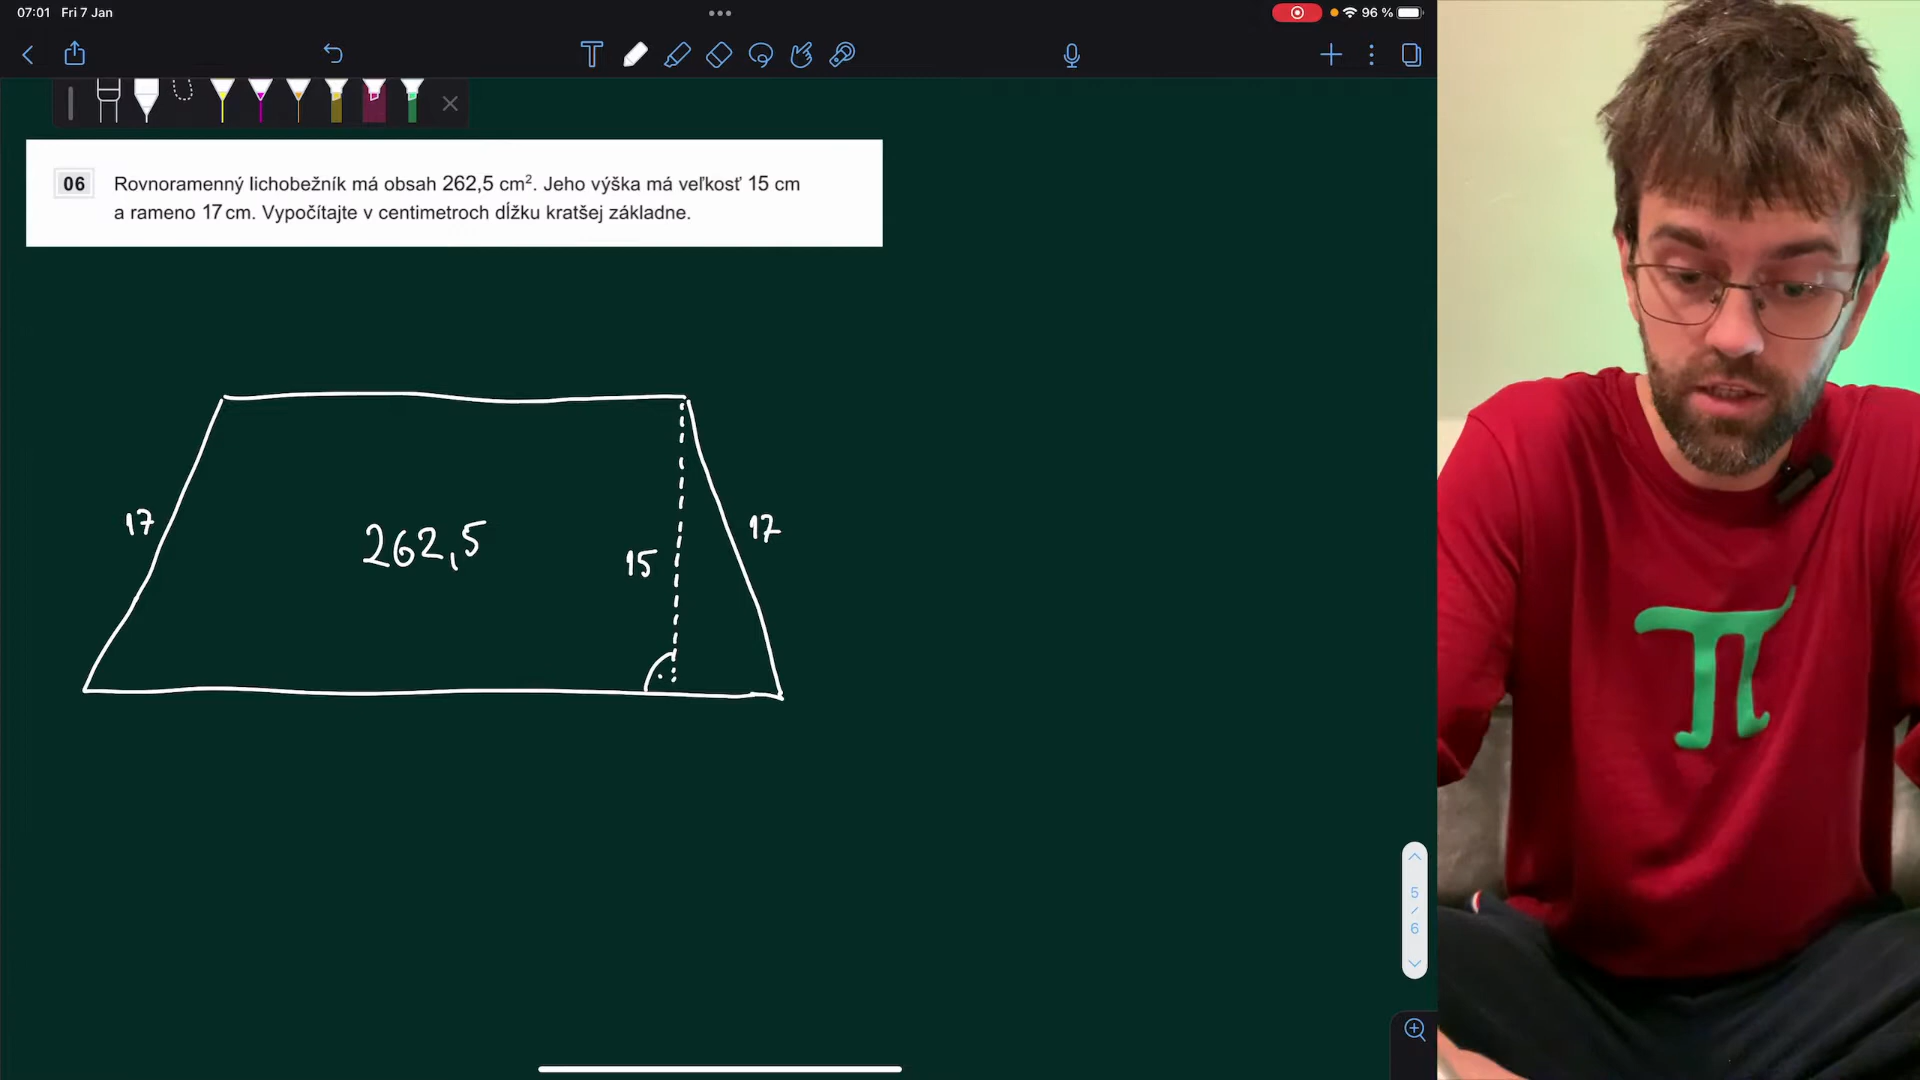 07:01 Fri 7 Jan
96 %
06 Rovnoramenný lichobežník má obsah 262,5 cm². Jeho výška má veľkosť 15 cm
a rameno 17 cm. Vypočítajte v centimetroch dĺžku kratšej základne.
17
262,5
15
17
π
5
/
6